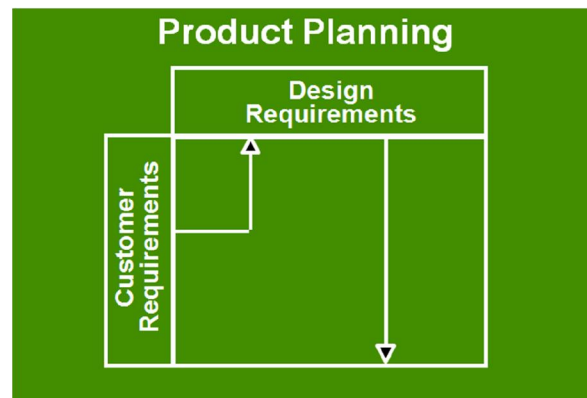 Product Planning
Design
Requirements
Customer
Requirements